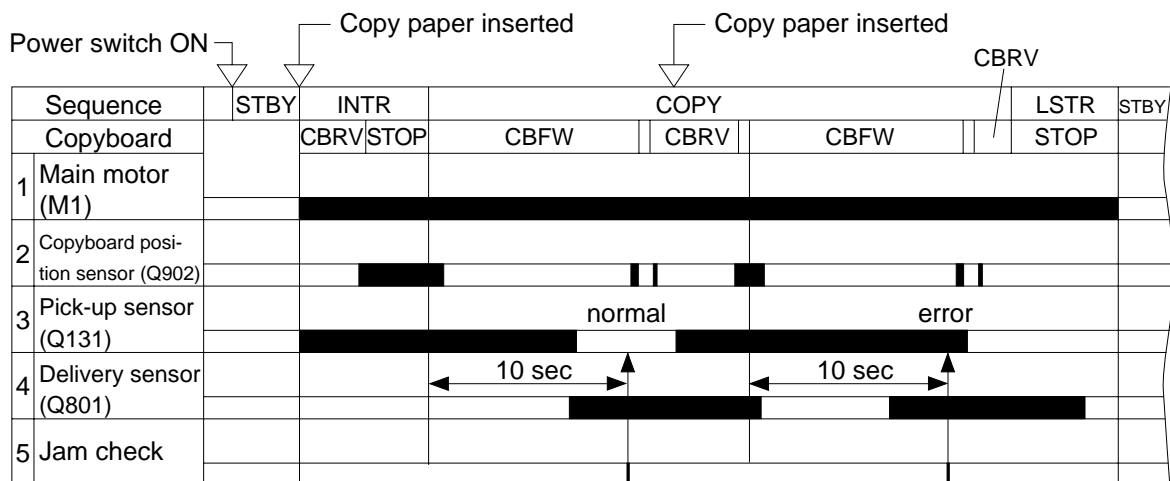 Power switch ON
Copy paper inserted
Copy paper inserted
CBRV
Sequence STBY INTR COPY LSTR STBY
Copyboard CBRV STOP CBFW CBRV CBFW STOP
1 Main motor
(M1)
2 Copyboard posi-
tion sensor (Q902)
3 Pick-up sensor normal error
(Q131)
4 Delivery sensor 10 sec 10 sec
(Q801)
5 Jam check